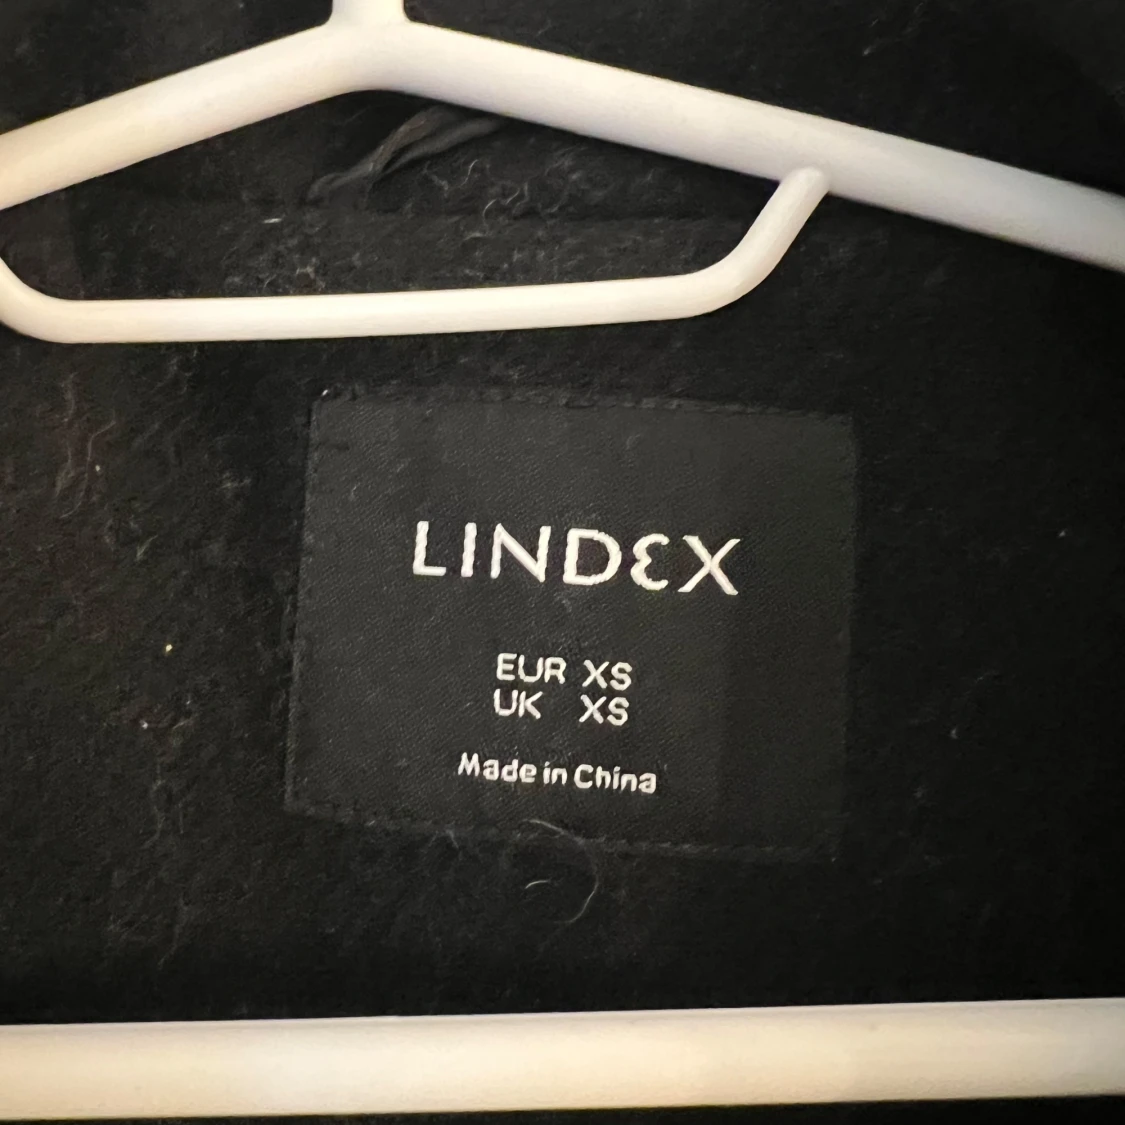 LINDEX
EUR XS
UK XS
Made in China